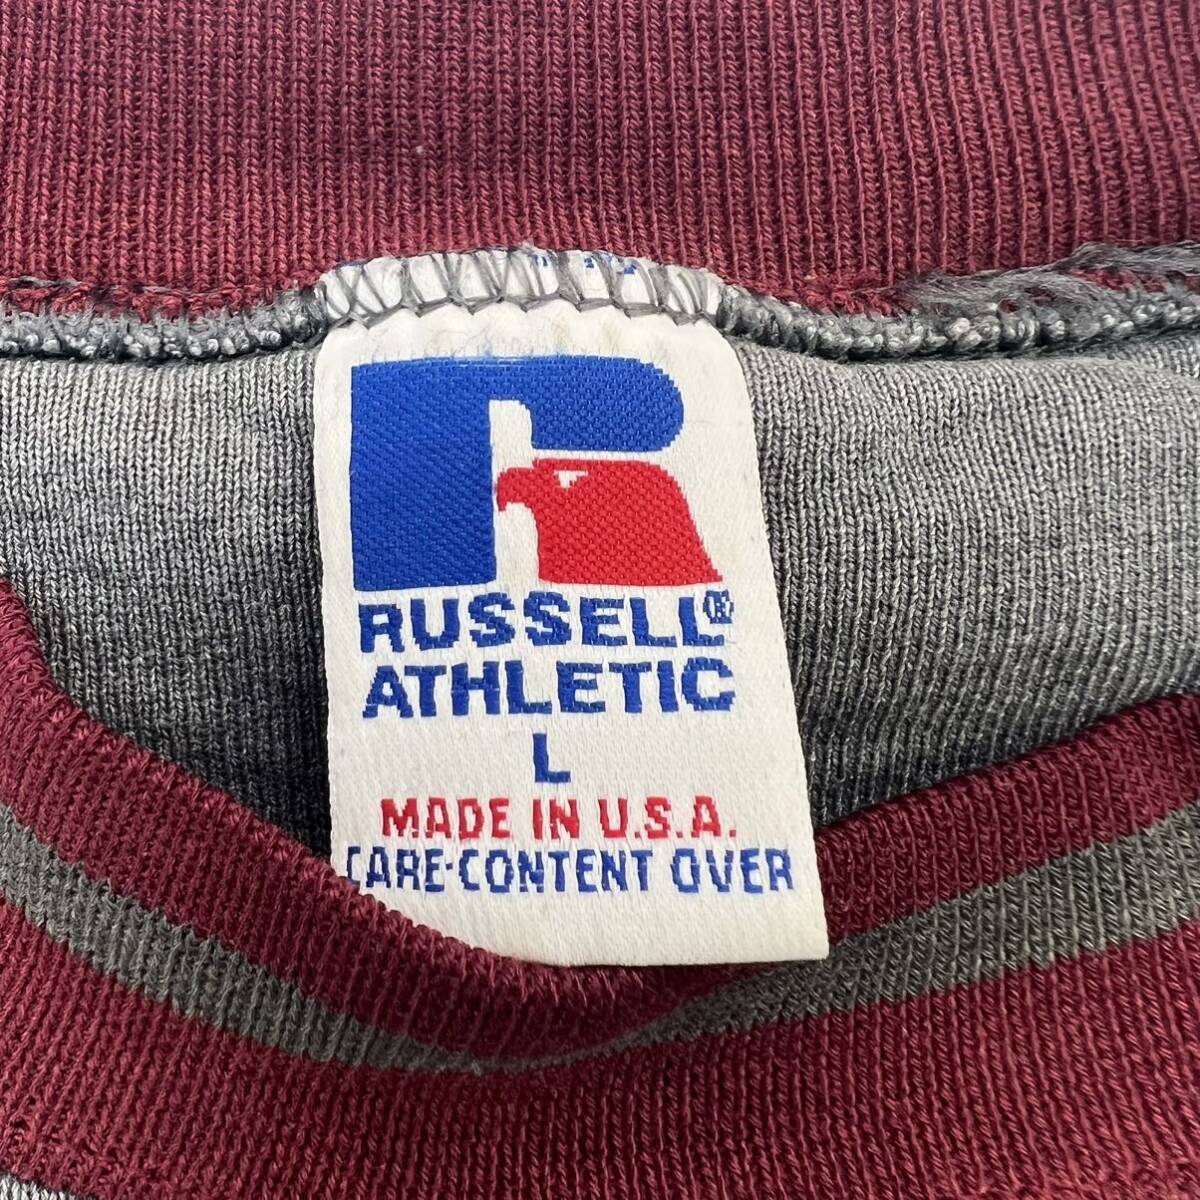 RUSSELL®
ATHLETIC
L
MADE IN U.S.A.
CARE·CONTENT OVER